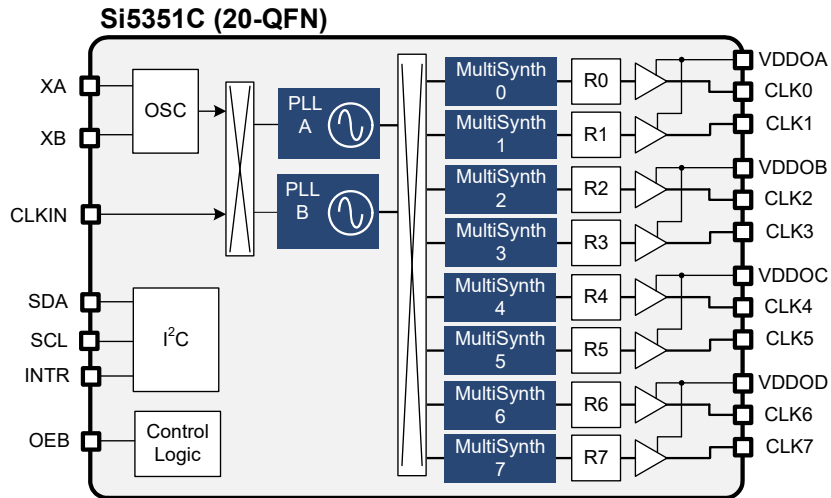 Si5351C (20-QFN)
XA
XB
CLKIN
SDA
SCL
INTR
OEB
OSC
I²C
Control
Logic
PLL
A
PLL
B
MultiSynth
0
MultiSynth
1
MultiSynth
2
MultiSynth
3
MultiSynth
4
MultiSynth
5
MultiSynth
6
MultiSynth
7
R0
R1
R2
R3
R4
R5
R6
R7
VDDOA
CLK0
CLK1
VDDOB
CLK2
CLK3
VDDOC
CLK4
CLK5
VDDOD
CLK6
CLK7